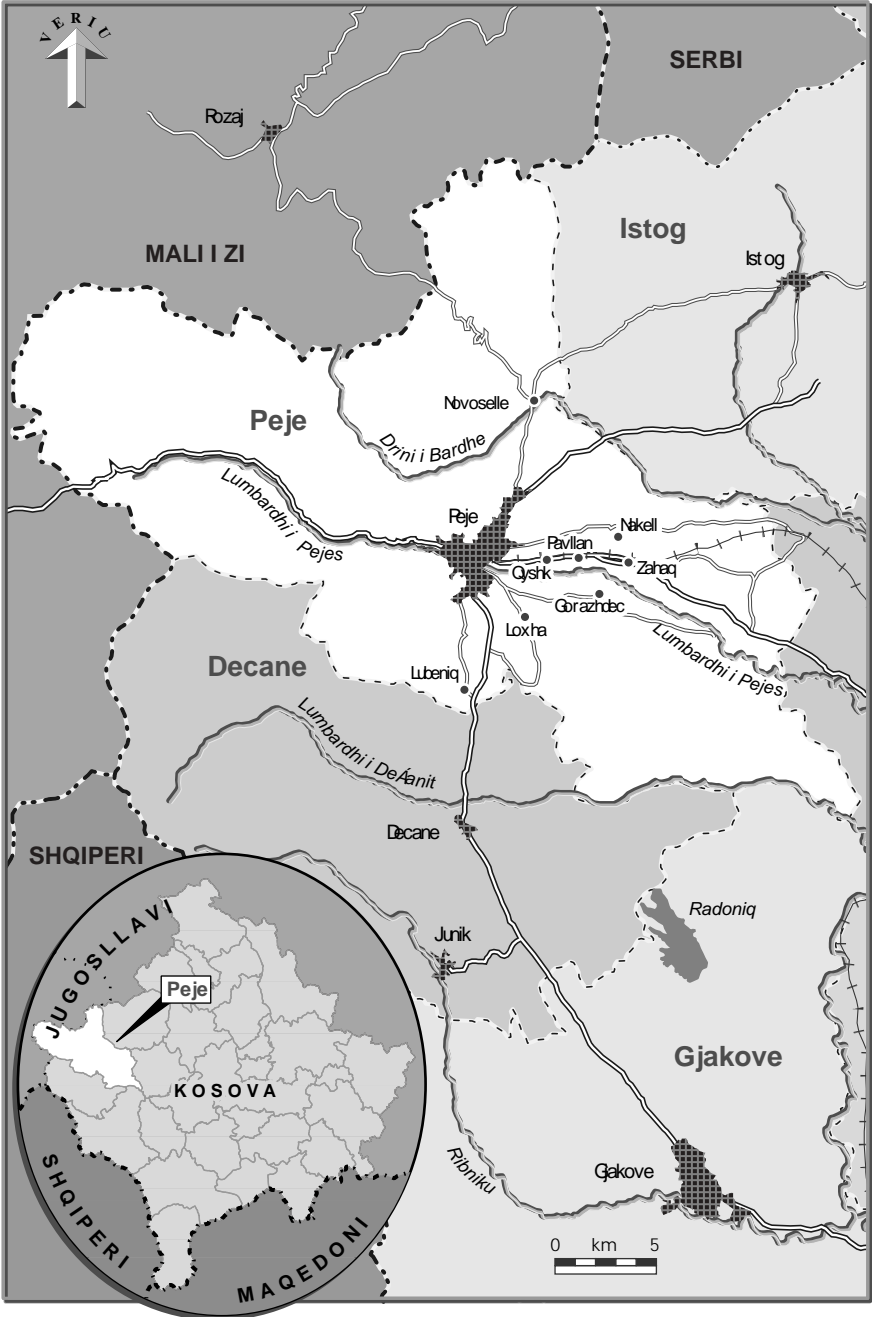 VERIU
SERBI
Rozaj
Istog
MALI I ZI
Istog
Novoselle
Peje
Drini i Bardhe
Lumbardhi i Pejes
Peje
Nakell
Pavllan
Qyshk
Zahaq
Gorazhdec
Loxha
Lumbardhi i Pejes
Decane
Lubeniq
Lumbardhi i DeÁanit
Decane
SHQIPERI
Radoniq
Junik
JUGOSLLAVI
Peje
Gjakove
KOSOVA
Ribniku
Gjakove
SHQIPERI
MAQEDONI
0 km 5